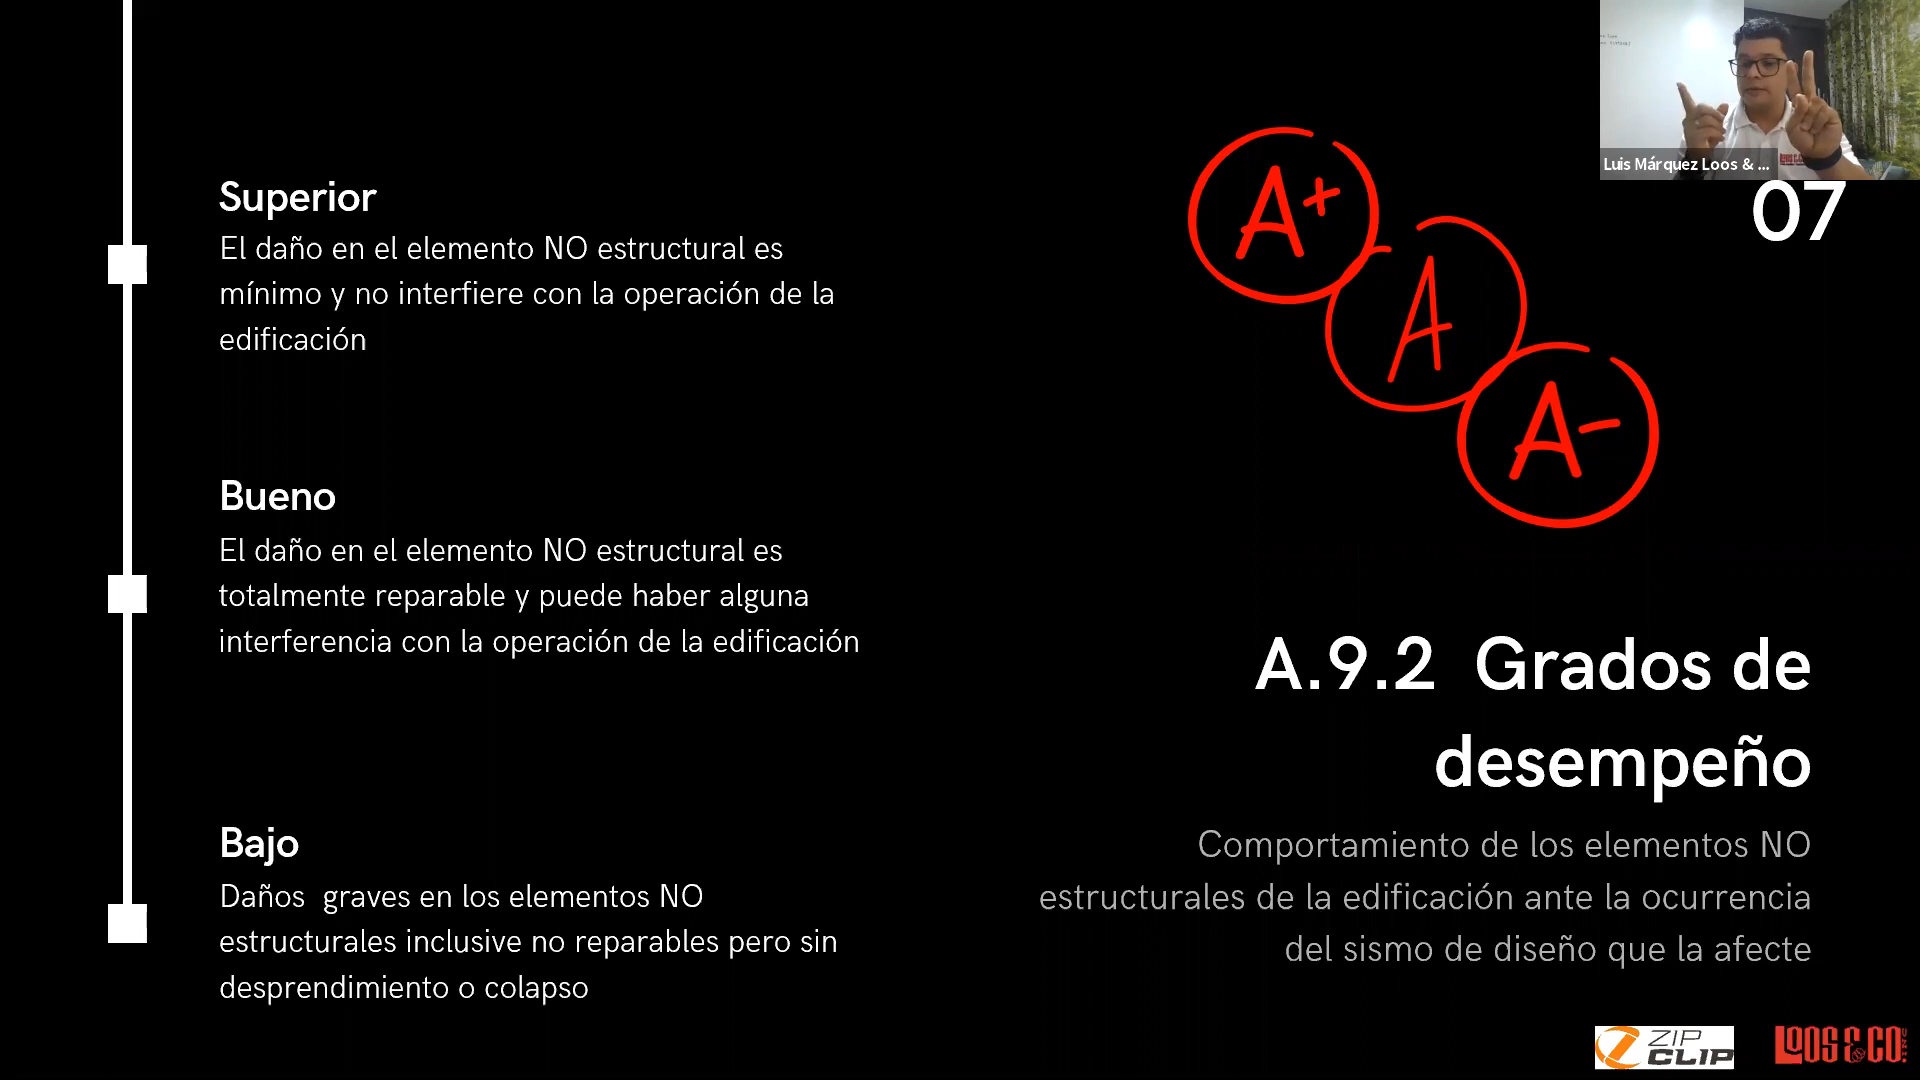 Superior
El daño en el elemento NO estructural es
mínimo y no interfiere con la operación de la
edificación
Bueno
El daño en el elemento NO estructural es
totalmente reparable y puede haber alguna
interferencia con la operación de la edificación
Bajo
Daños graves en los elementos NO
estructurales inclusive no reparables pero sin
desprendimiento o colapso
A+
A
A-
Luis Márquez Loos & ...
07
A.9.2 Grados de
desempeño
Comportamiento de los elementos NO
estructurales de la edificación ante la ocurrencia
del sismo de diseño que la afecte
ZIP
CLIP
LOOS & CO. INC